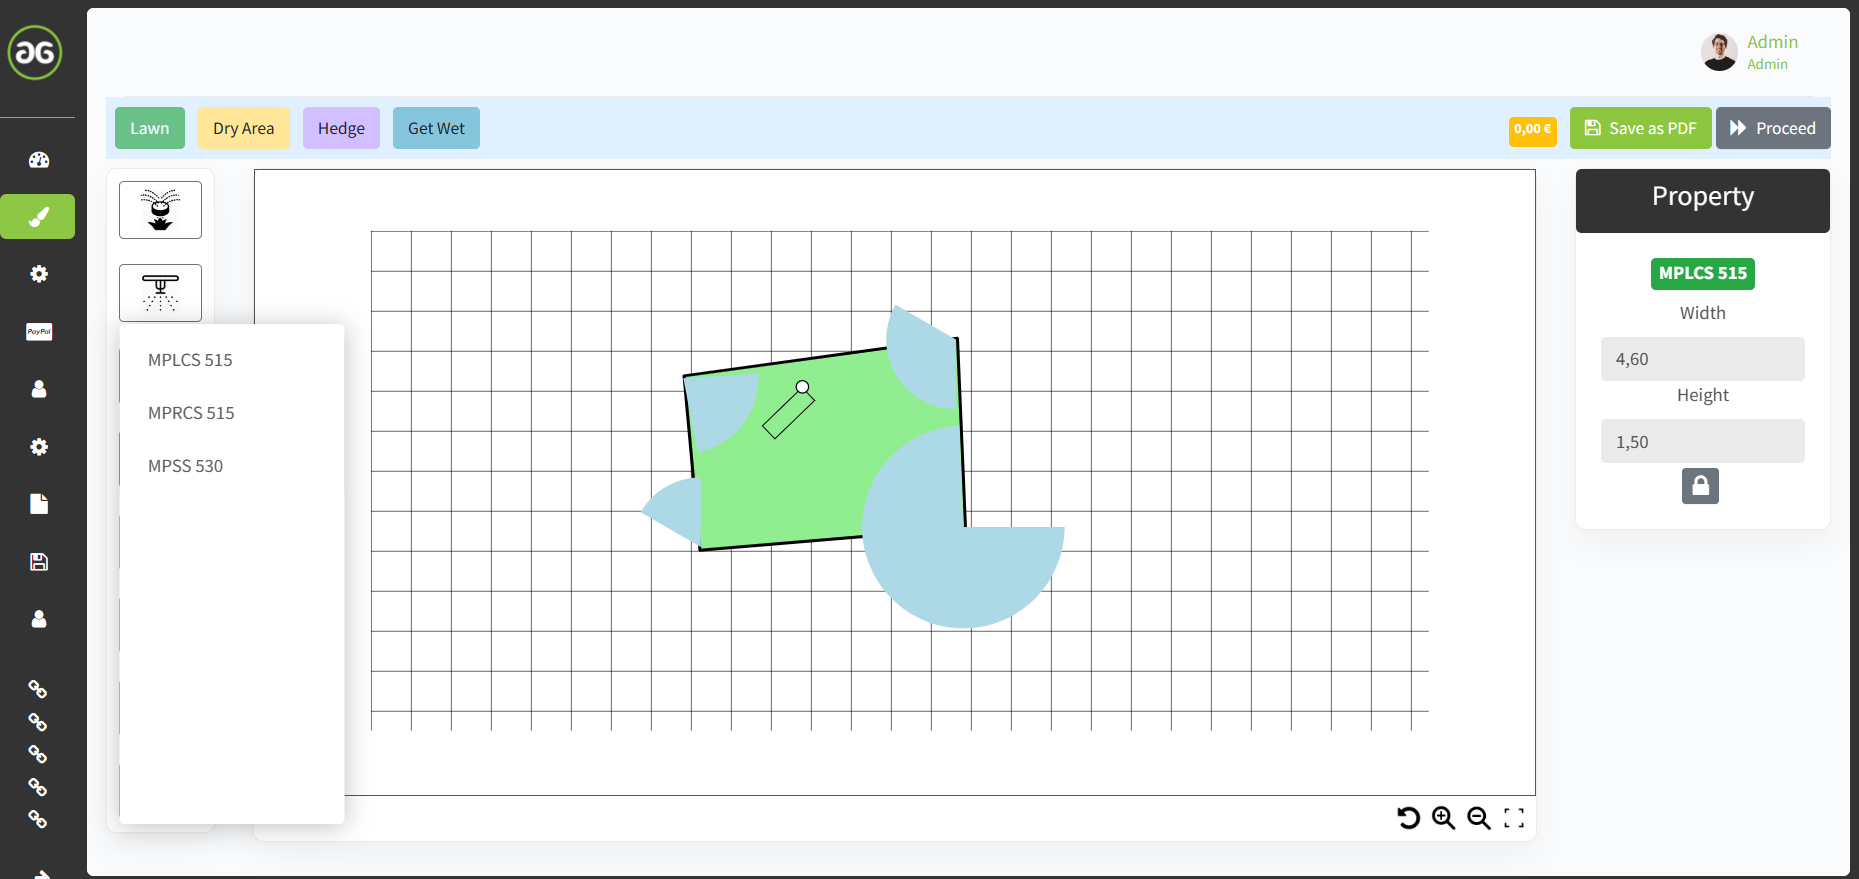 Admin
Admin
Lawn
Dry Area
Hedge
Get Wet
0,00 €
Save as PDF
Proceed
Property
MPLCS 515
Width
4,60
Height
1,50
PayPal
MPLCS 515
MPRCS 515
MPSS 530